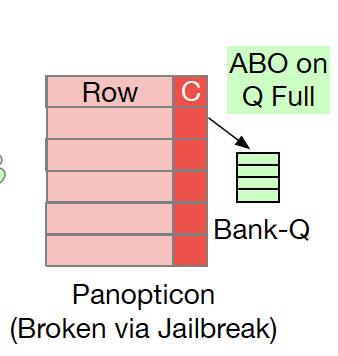 ABO on
Q Full
Row C
Bank-Q
Panopticon
(Broken via Jailbreak)